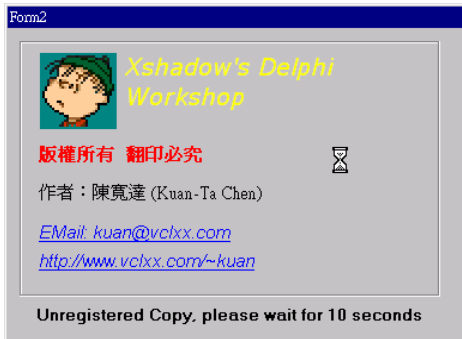 Form2
Xshadow's Delphi
Workshop
版權所有 翻印必究
作者：陳寬達 (Kuan-Ta Chen)
EMail: kuan@vclxx.com
http://www.vclxx.com/~kuan
Unregistered Copy, please wait for 10 seconds